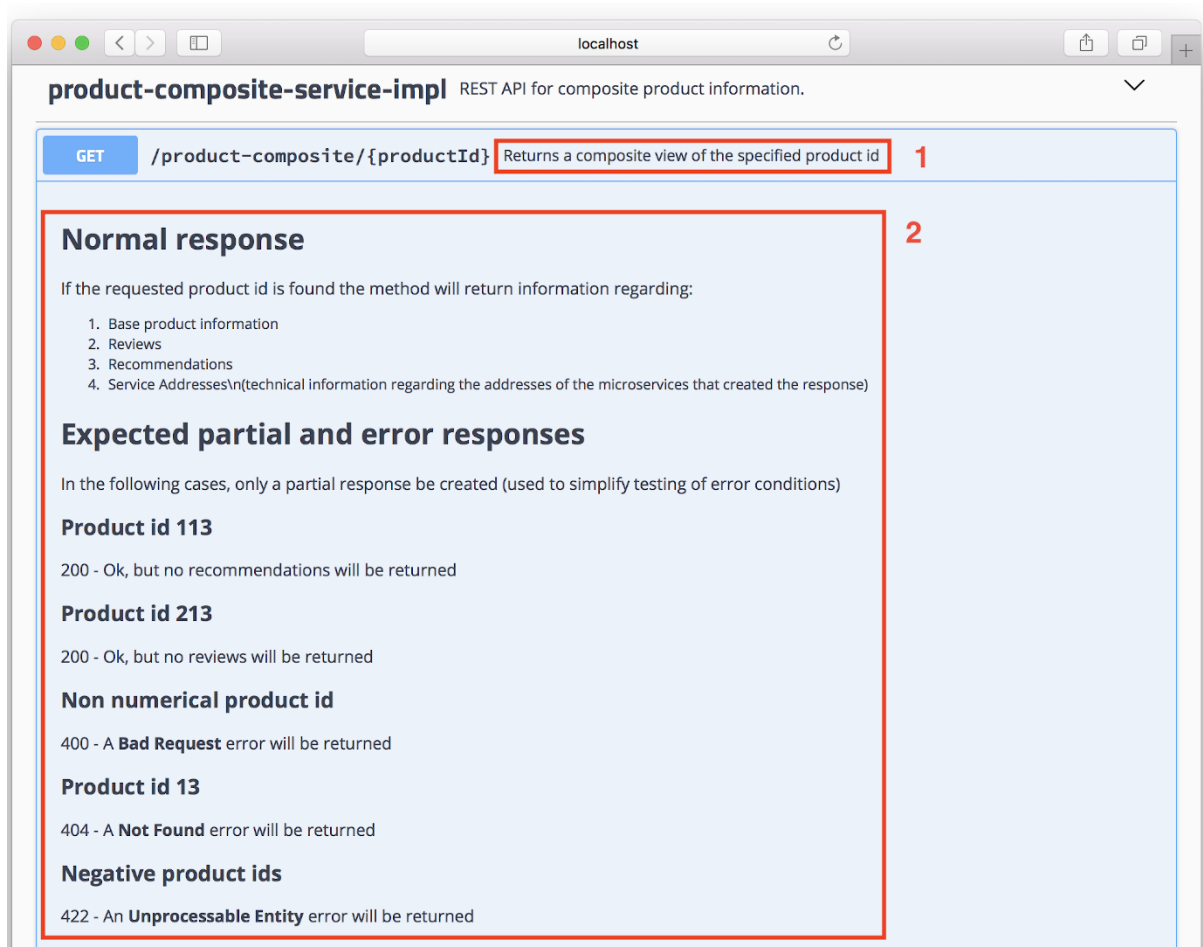 localhost
product-composite-service-impl REST API for composite product information.
GET /product-composite/{productId} Returns a composite view of the specified product id 1
2
Normal response
If the requested product id is found the method will return information regarding:
1. Base product information
2. Reviews
3. Recommendations
4. Service Addresses\n(technical information regarding the addresses of the microservices that created the response)
Expected partial and error responses
In the following cases, only a partial response be created (used to simplify testing of error conditions)
Product id 113
200 - Ok, but no recommendations will be returned
Product id 213
200 - Ok, but no reviews will be returned
Non numerical product id
400 - A Bad Request error will be returned
Product id 13
404 - A Not Found error will be returned
Negative product ids
422 - An Unprocessable Entity error will be returned